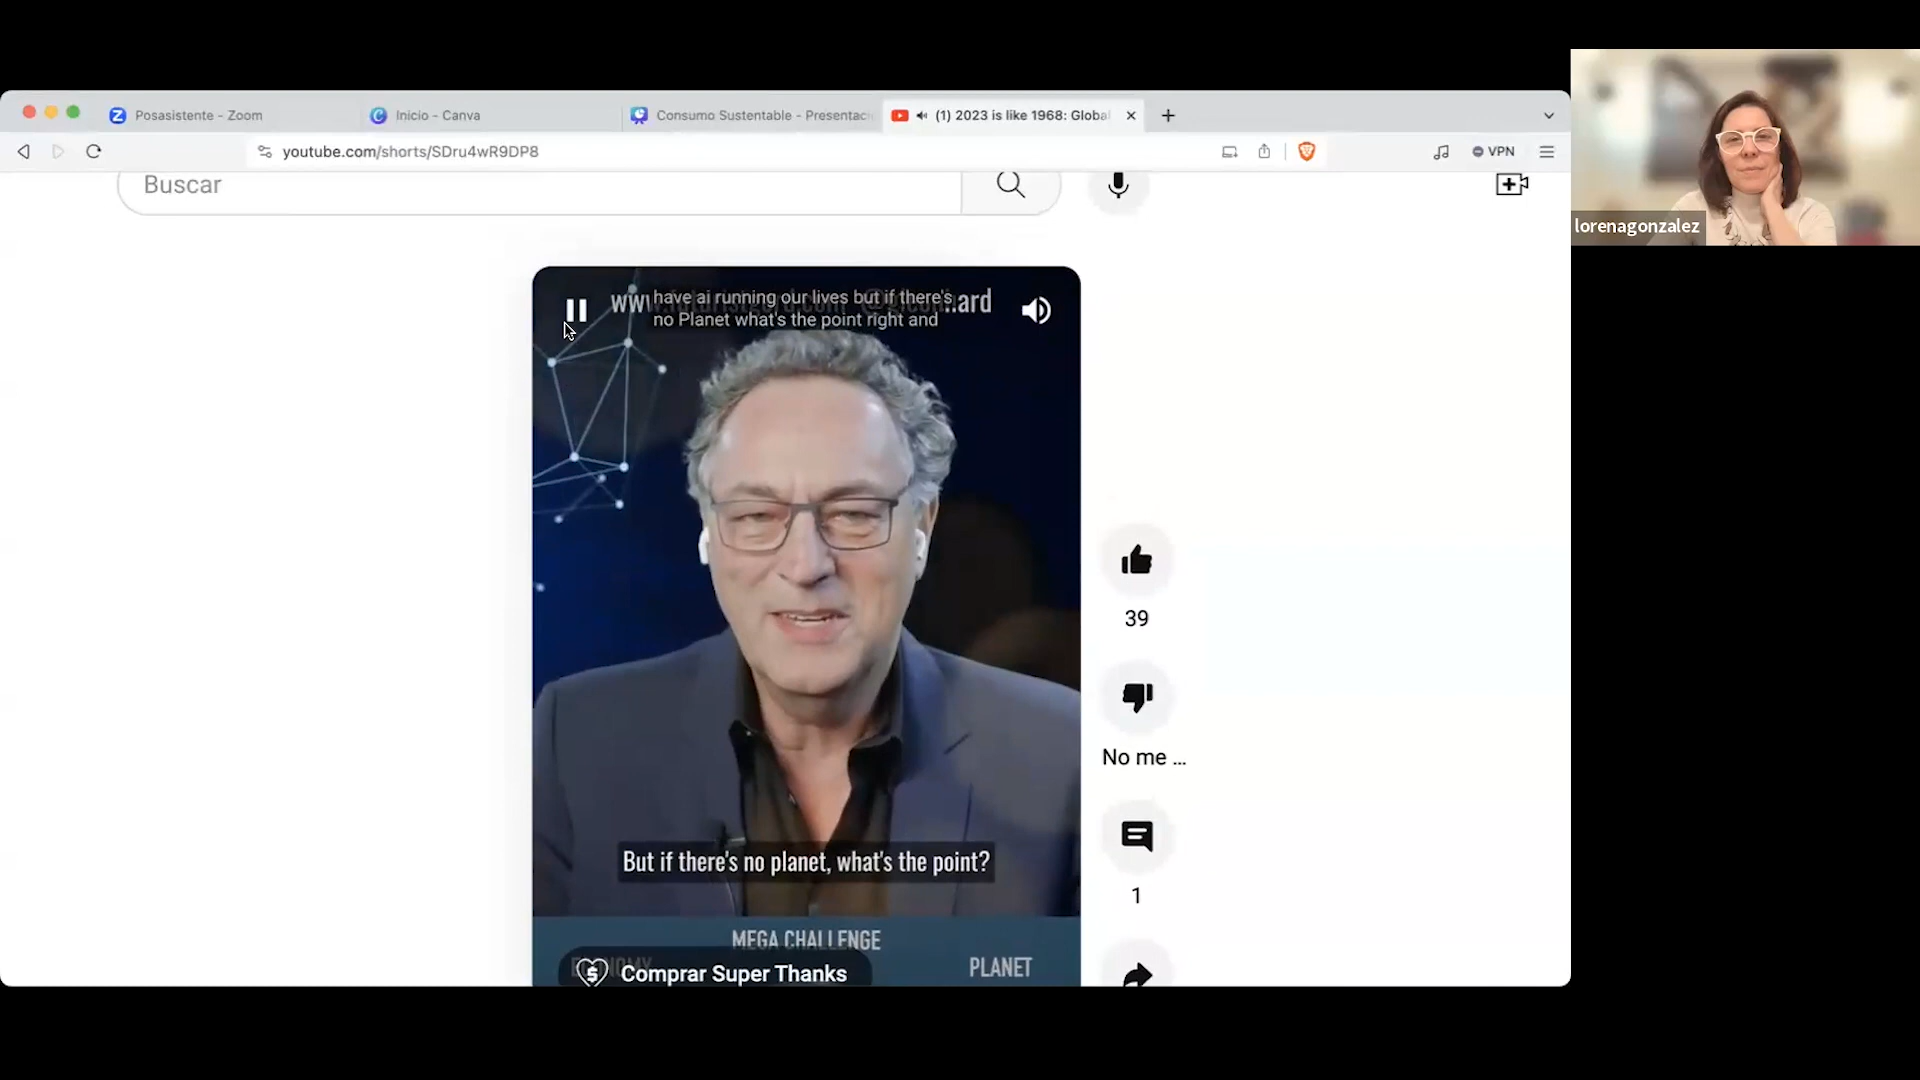 Posasistente - Zoom
Inicio - Canva
Consumo Sustentable - Presentaci
(1) 2023 is like 1968: Global
youtube.com/shorts/SDru4wR9DP8
VPN
Buscar
lorenagonzalez
have ai running our lives but if there's
no Planet what's the point right and
But if there's no planet, what's the point?
MEGA CHALLENGE
PLANET
Comprar Super Thanks
39
No me ...
1